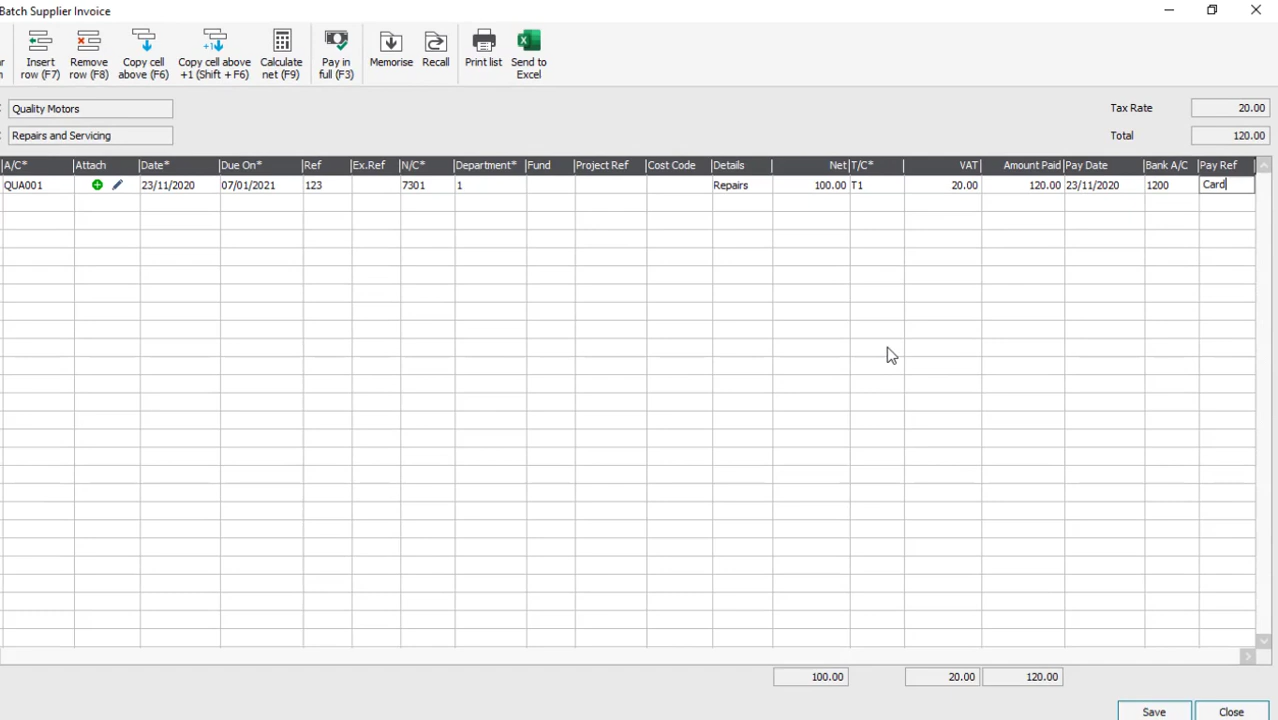 Batch Supplier Invoice
Insert row (F7)
Remove row (F8)
Copy cell above (F6)
Copy cell above +1 (Shift + F6)
Calculate net (F9)
Pay in full (F3)
Memorise
Recall
Print list
Send to Excel
Quality Motors
Tax Rate 20.00
Repairs and Servicing
Total 120.00
A/C* Attach Date* Due On* Ref Ex.Ref N/C* Department* Fund Project Ref Cost Code Details Net T/C* VAT Amount Paid Pay Date Bank A/C Pay Ref
QUA001 23/11/2020 07/01/2021 123 7301 1 Repairs 100.00 T1 20.00 120.00 23/11/2020 1200 Card
100.00 20.00 120.00
Save Close